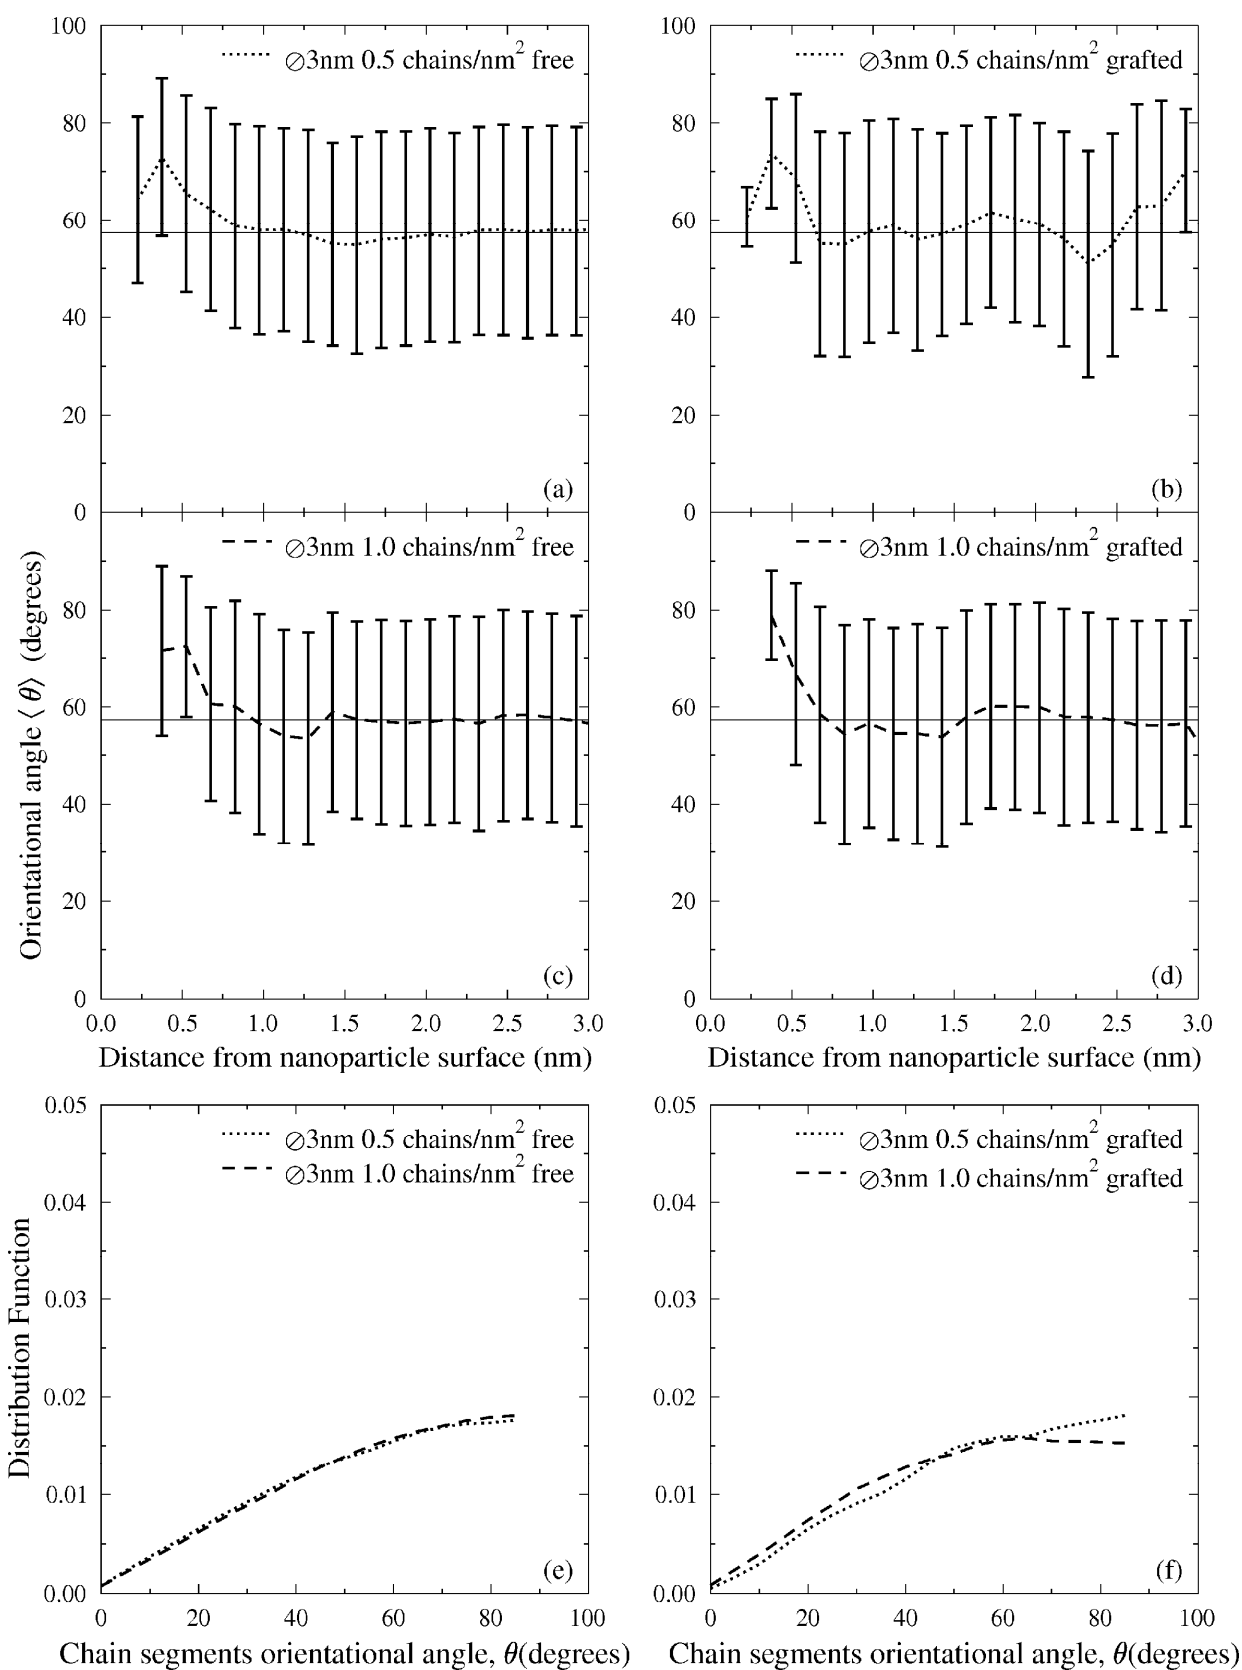 100
80
60
40
20
0
⌀3nm 0.5 chains/nm² free
(a)
100
80
60
40
20
0
⌀3nm 0.5 chains/nm² grafted
(b)
Orientational angle ⟨ θ⟩ (degrees)
80
60
40
20
0
⌀3nm 1.0 chains/nm² free
(c)
0.0 0.5 1.0 1.5 2.0 2.5 3.0
Distance from nanoparticle surface (nm)
80
60
40
20
0
⌀3nm 1.0 chains/nm² grafted
(d)
0.0 0.5 1.0 1.5 2.0 2.5 3.0
Distance from nanoparticle surface (nm)
Distribution Function
0.05
0.04
0.03
0.02
0.01
0.00
⌀3nm 0.5 chains/nm² free
⌀3nm 1.0 chains/nm² free
(e)
0 20 40 60 80 100
Chain segments orientational angle, θ(degrees)
0.05
0.04
0.03
0.02
0.01
0.00
⌀3nm 0.5 chains/nm² grafted
⌀3nm 1.0 chains/nm² grafted
(f)
0 20 40 60 80 100
Chain segments orientational angle, θ(degrees)